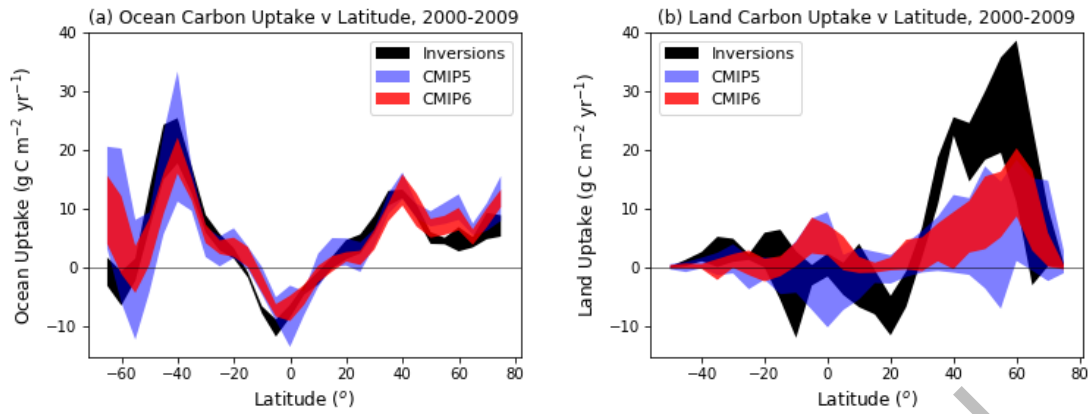 (a) Ocean Carbon Uptake v Latitude, 2000-2009
40
30
20
10
0
−10
Ocean Uptake (g C m⁻² yr⁻¹)
Inversions
CMIP5
CMIP6
−60 −40 −20 0 20 40 60 80
Latitude (°)
(b) Land Carbon Uptake v Latitude, 2000-2009
40
30
20
10
0
−10
Land Uptake (g C m⁻² yr⁻¹)
Inversions
CMIP5
CMIP6
−40 −20 0 20 40 60 80
Latitude (°)